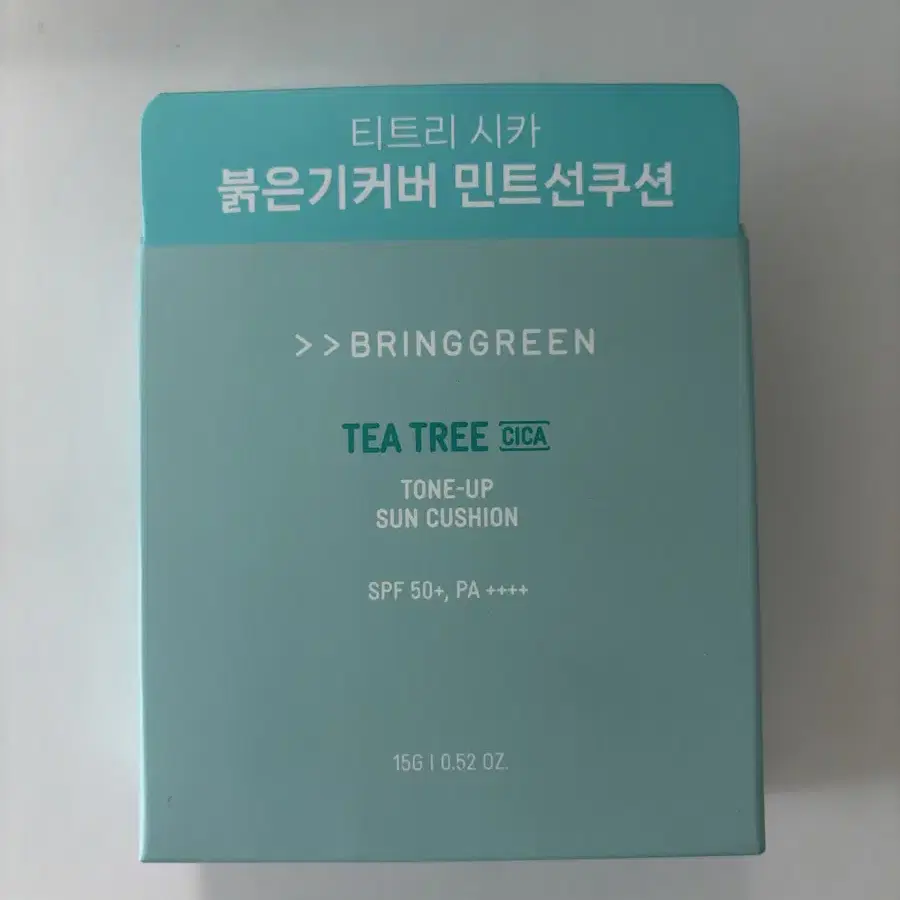 티트리 시카
붉은기커버 민트선쿠션
>>BRINGGREEN
TEA TREE CICA
TONE-UP
SUN CUSHION
SPF 50+, PA ++++
15G | 0.52 OZ.